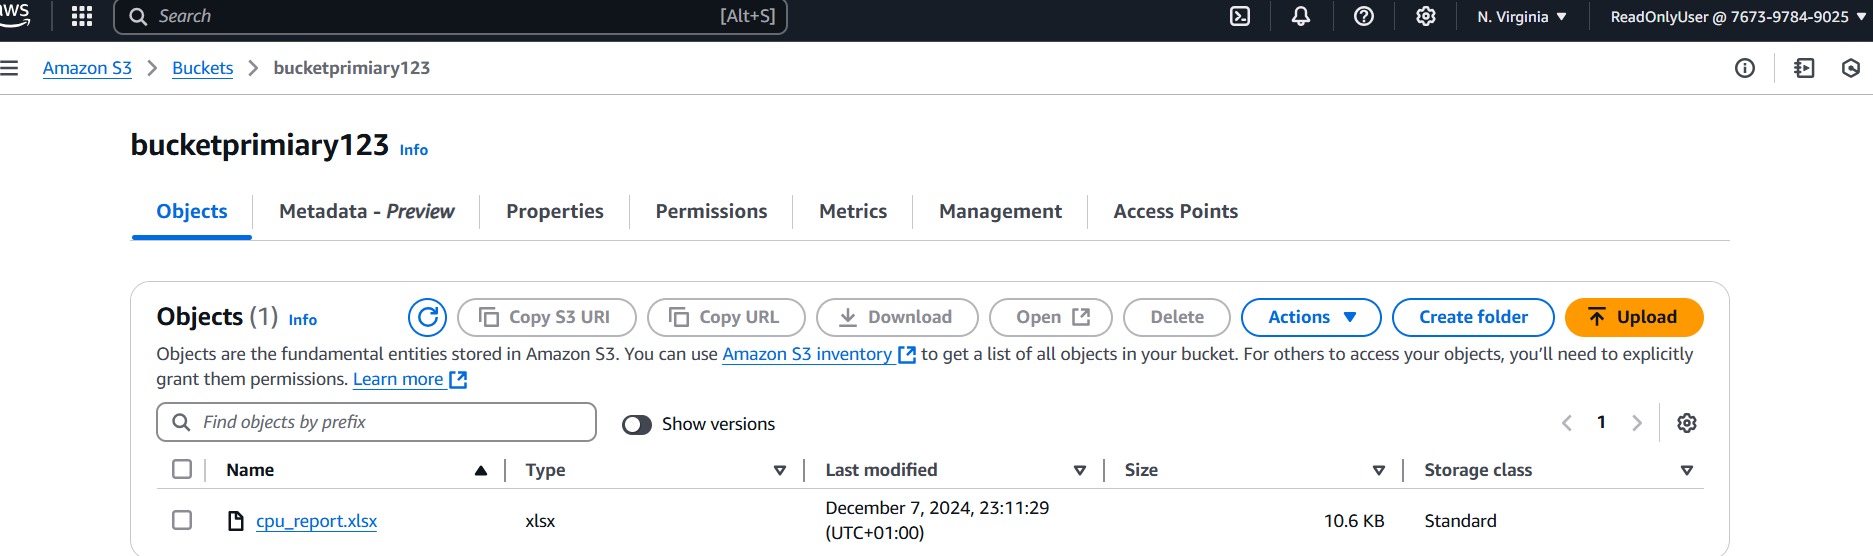 aws
Search [Alt+S] N. Virginia ReadOnlyUser @ 7673-9784-9025
Amazon S3 Buckets bucketprimiary123
bucketprimiary123 Info
Objects Metadata - Preview Properties Permissions Metrics Management Access Points
Objects (1) Info Copy S3 URI Copy URL Download Open Delete Actions Create folder Upload
Objects are the fundamental entities stored in Amazon S3. You can use Amazon S3 inventory to get a list of all objects in your bucket. For others to access your objects, you'll need to explicitly
grant them permissions. Learn more
Find objects by prefix Show versions 1
Name Type Last modified Size Storage class
cpu_report.xlsx xlsx December 7, 2024, 23:11:29 (UTC+01:00) 10.6 KB Standard